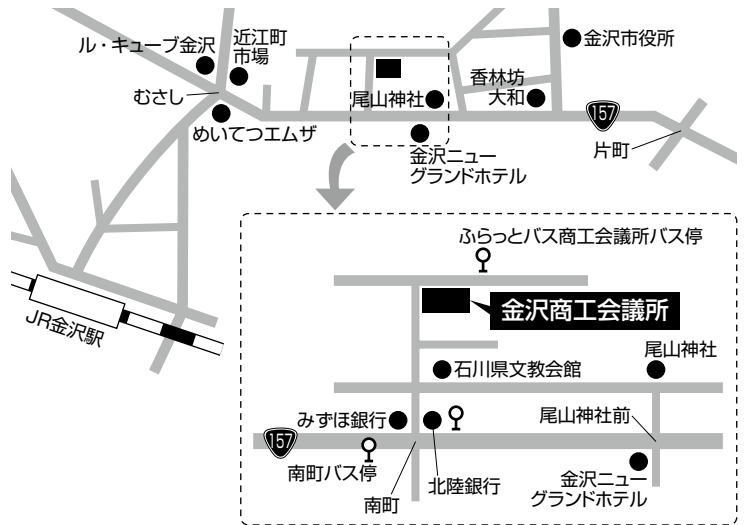 ル・キューブ金沢
近江町
市場
むさし
めいてつエムザ
尾山神社
金沢ニュー
グランドホテル
香林坊
大和
金沢市役所
157
片町
JR金沢駅
ふらっとバス商工会議所バス停
金沢商工会議所
石川県文教会館
尾山神社
みずほ銀行
尾山神社前
157
南町バス停
南町
北陸銀行
金沢ニュー
グランドホテル